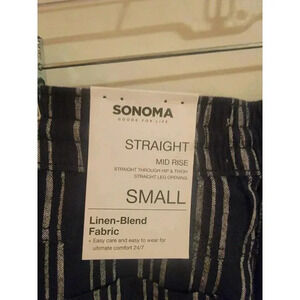 SONOMA
GOODS FOR LIFE
STRAIGHT
MID RISE
STRAIGHT THROUGH HIP & THIGH
STRAIGHT LEG OPENING
SMALL
Linen-Blend
Fabric
• Easy care and easy to wear for
ultimate comfort 24/7